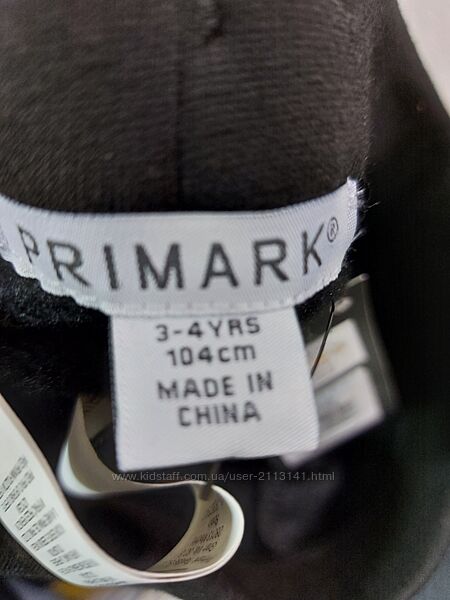 PRIMARK®
3-4YRS
104cm
MADE IN
CHINA
www.kidstaff.com.ua/user-2113141.html